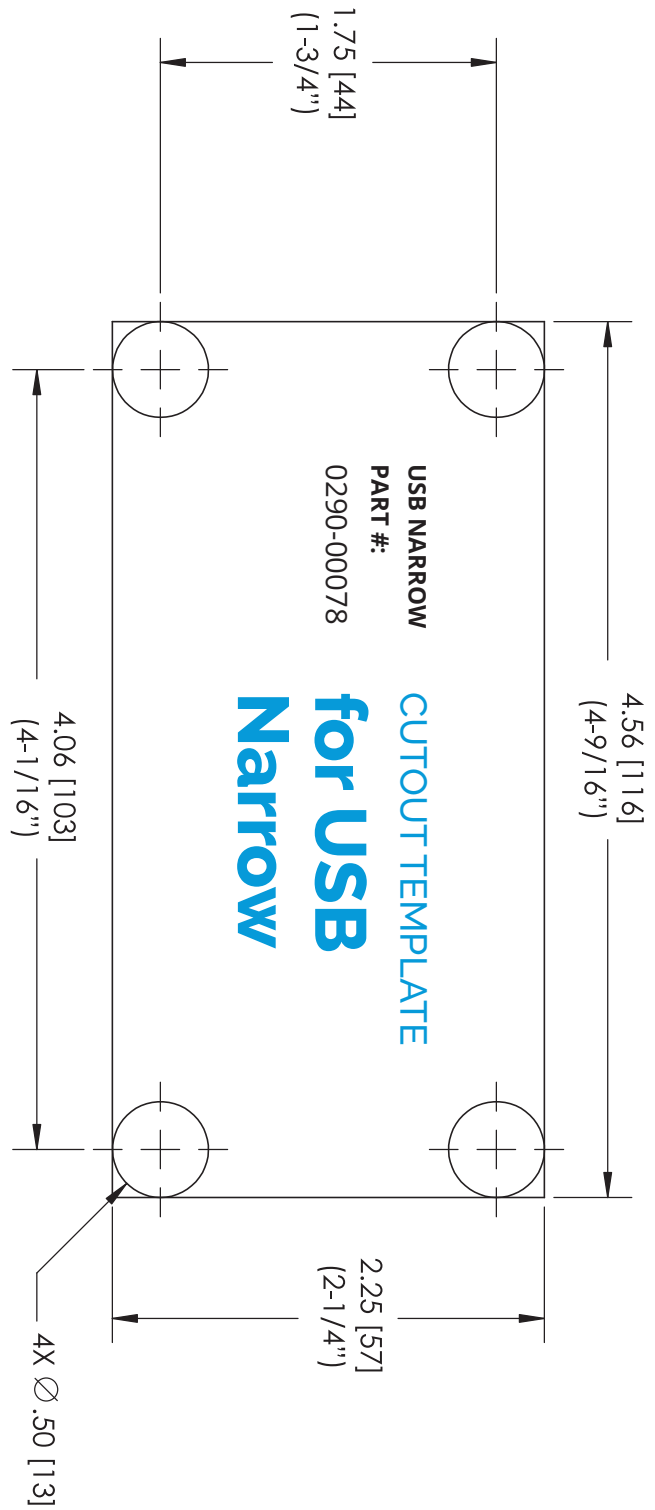 4.56 [116]
(4-9/16")
1.75 [44]
(1-3/4")
USB NARROW
PART #:
0290-00078
CUTOUT TEMPLATE
for USB
Narrow
2.25 [57]
(2-1/4")
4.06 [103]
(4-1/16")
4X Ø .50 [13]